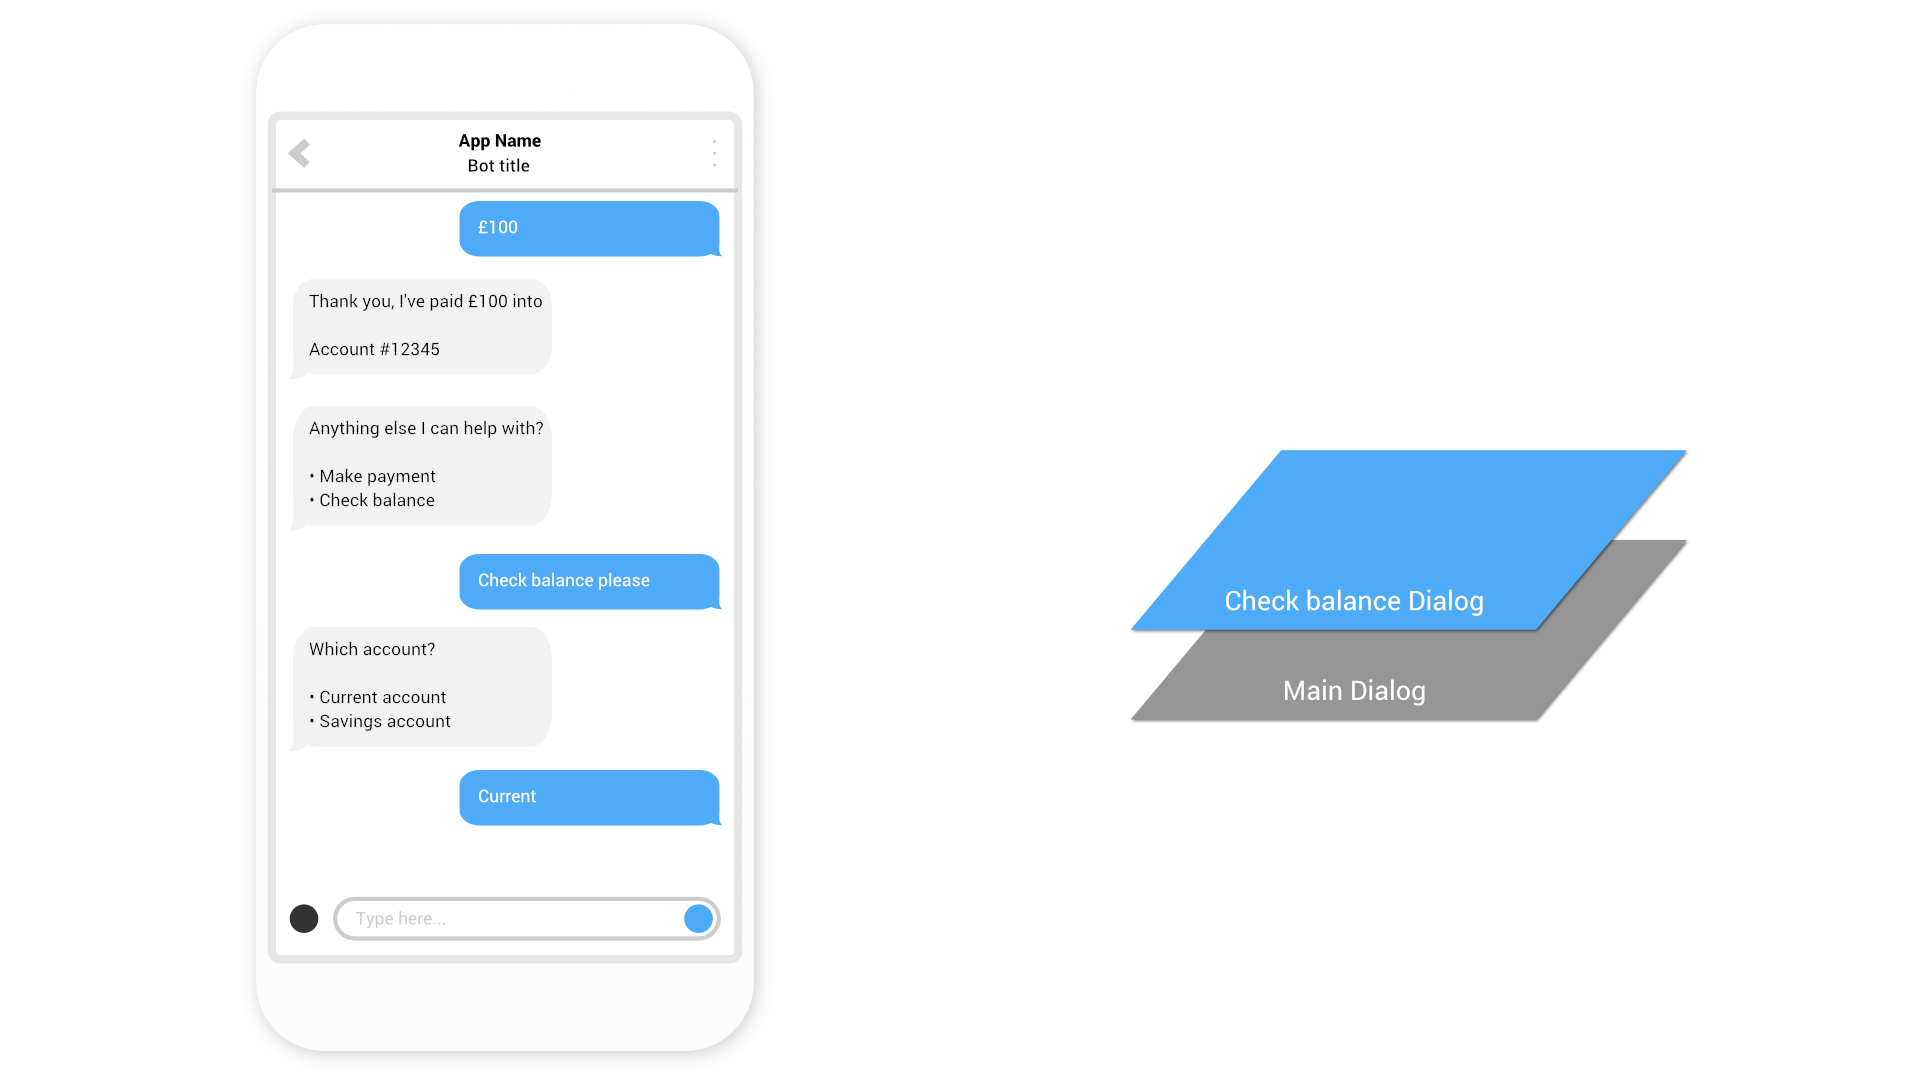 App Name
Bot title
£100
Thank you, I've paid £100 into
Account #12345
Anything else I can help with?
• Make payment
• Check balance
Check balance please
Which account?
• Current account
• Savings account
Current
Type here...
Check balance Dialog
Main Dialog